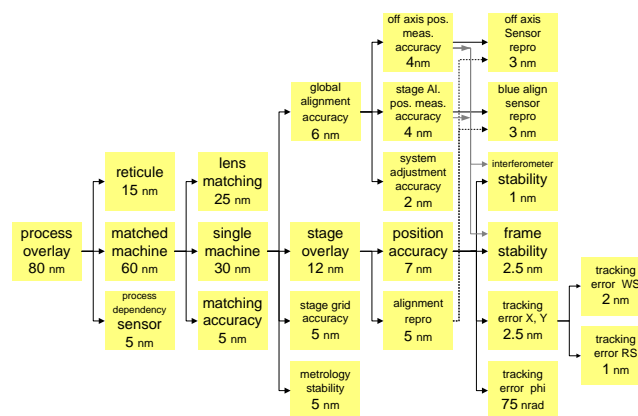 process
overlay
80 nm
reticule
15 nm
matched
machine
60 nm
process
dependency
sensor
5 nm
lens
matching
25 nm
single
machine
30 nm
matching
accuracy
5 nm
global
alignment
accuracy
6 nm
stage
overlay
12 nm
stage grid
accuracy
5 nm
metrology
stability
5 nm
off axis pos.
meas.
accuracy
4nm
stage Al.
pos. meas.
accuracy
4 nm
system
adjustment
accuracy
2 nm
position
accuracy
7 nm
alignment
repro
5 nm
off axis
Sensor
repro
3 nm
blue align
sensor
repro
3 nm
interferometer
stability
1 nm
frame
stability
2.5 nm
tracking
error X, Y
2.5 nm
tracking
error phi
75 nrad
tracking
error WS
2 nm
tracking
error RS
1 nm